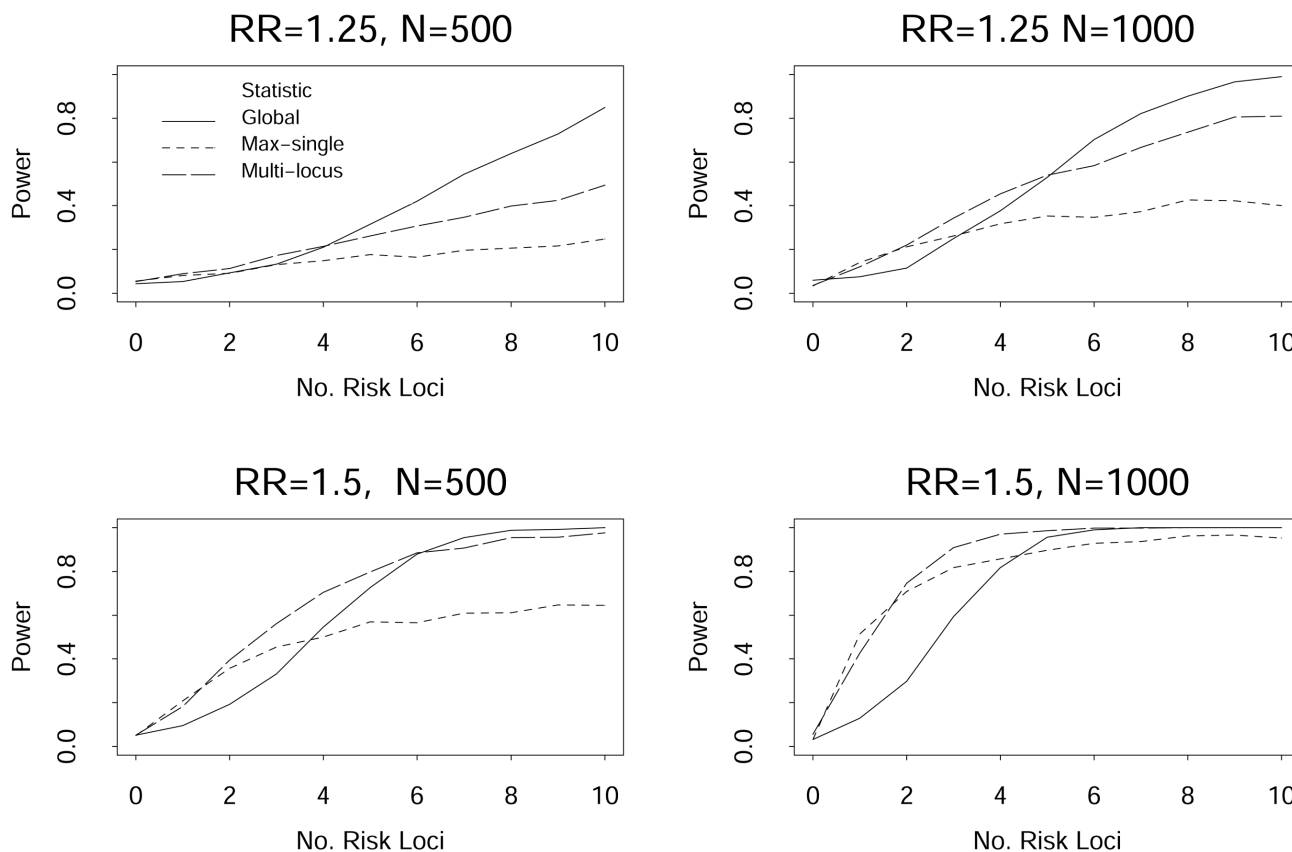 RR=1.25, N=500
Power
0.0 0.4 0.8
Statistic
Global
Max−single
Multi−locus
0 2 4 6 8 10
No. Risk Loci
RR=1.25 N=1000
Power
0.0 0.4 0.8
0 2 4 6 8 10
No. Risk Loci
RR=1.5, N=500
Power
0.0 0.4 0.8
0 2 4 6 8 10
No. Risk Loci
RR=1.5, N=1000
Power
0.0 0.4 0.8
0 2 4 6 8 10
No. Risk Loci